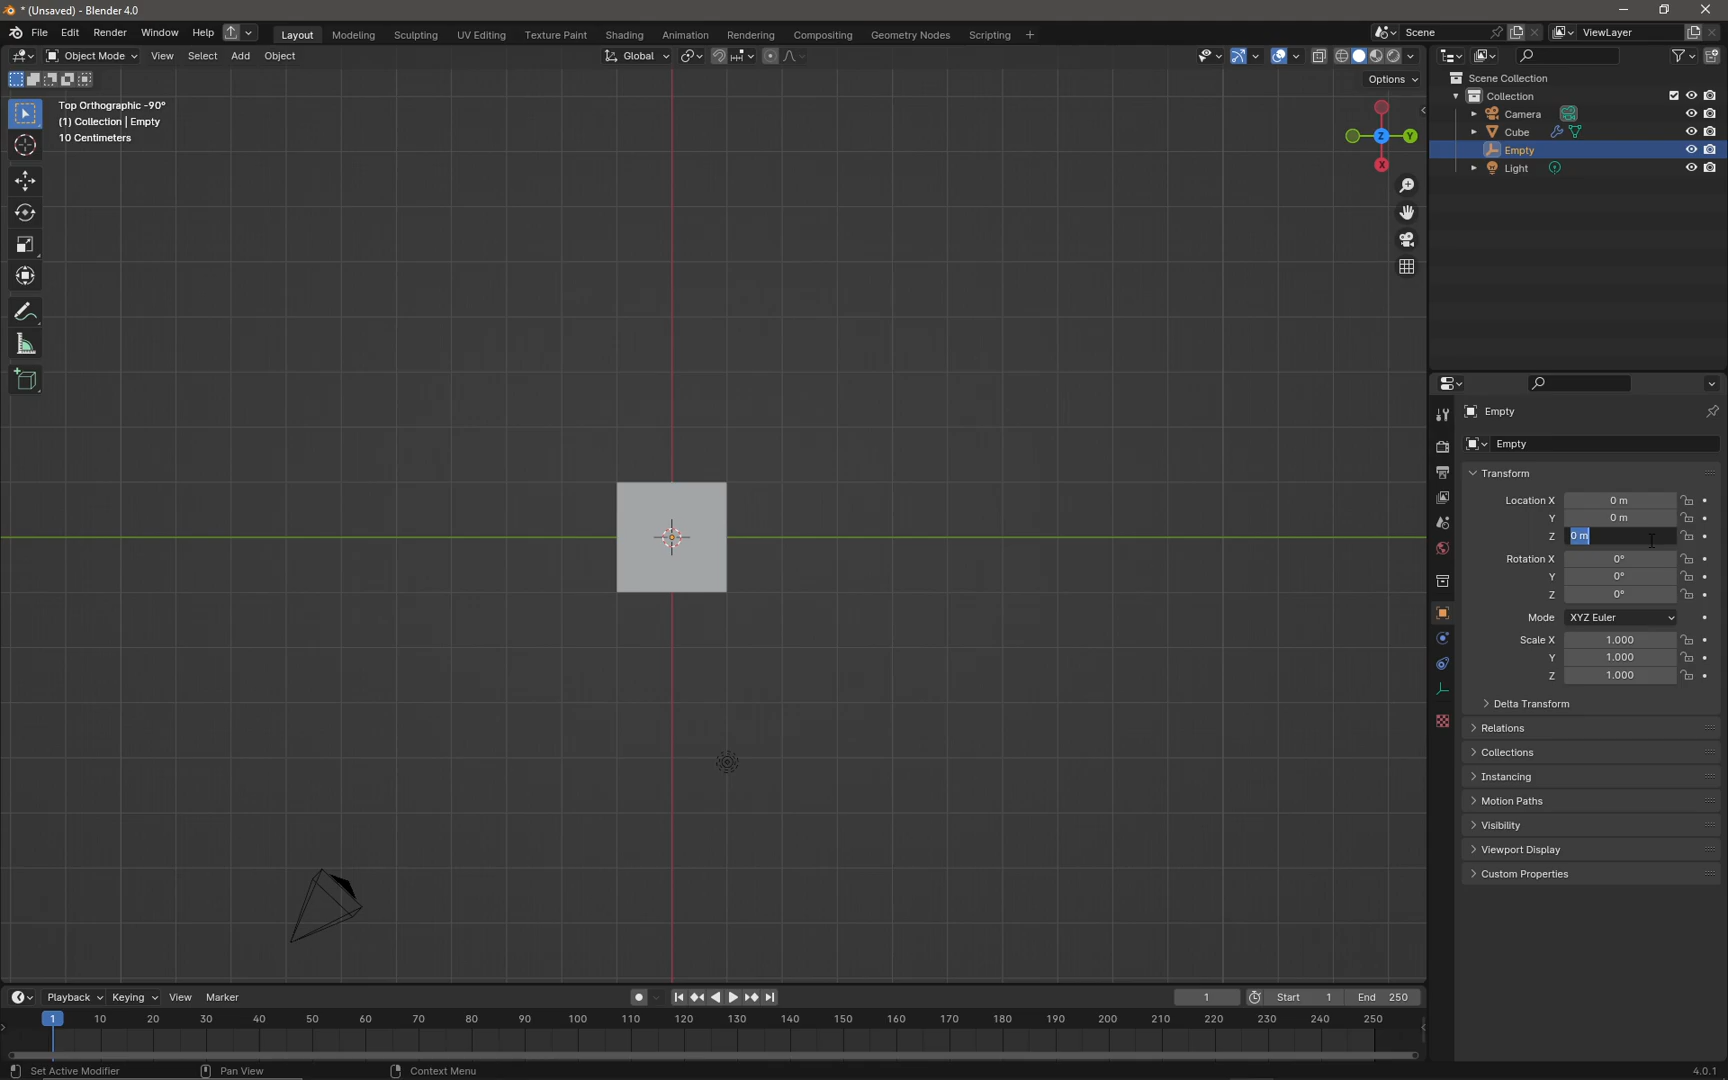 * (Unsaved) - Blender 4.0
File Edit Render Window Help Layout Modeling Sculpting UV Editing Texture Paint Shading Animation Rendering Compositing Geometry Nodes Scripting + Scene ViewLayer
Object Mode View Select Add Object Global
Options
Top Orthographic -90°
(1) Collection | Empty
10 Centimeters
Z Y
X
Scene Collection
Collection
Camera
Cube
Empty
Light
Empty
Empty
Transform
Location X 0 m
Y 0 m
Z 0 m
Rotation X 0°
Y 0°
Z 0°
Mode XYZ Euler
Scale X 1.000
Y 1.000
Z 1.000
Delta Transform
Relations
Collections
Instancing
Motion Paths
Visibility
Viewport Display
Custom Properties
Playback Keying View Marker 1 Start 1 End 250
1 10 20 30 40 50 60 70 80 90 100 110 120 130 140 150 160 170 180 190 200 210 220 230 240 250
Set Active Modifier Pan View Context Menu 4.0.1